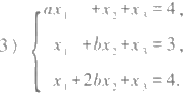 3) ax₁ + x₂ + x₃ = 4,
x₁ + bx₂ + x₃ = 3,
x₁ + 2bx₂ + x₃ = 4.